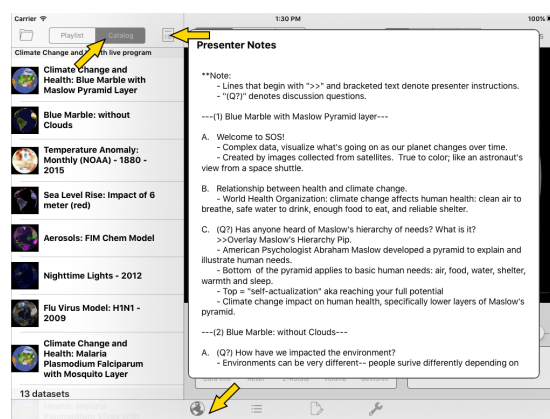 Carrier
1:30 PM
100%
Playlist
Catalog
Climate Change and
live program
Climate Change and
Health: Blue Marble with
Maslow Pyramid Layer
Blue Marble: without
Clouds
Temperature Anomaly:
Monthly (NOAA) - 1880 -
2015
Sea Level Rise: Impact of 6
meter (red)
Aerosols: FIM Chem Model
Nighttime Lights - 2012
Flu Virus Model: H1N1 -
2009
Climate Change and
Health: Malaria
Plasmodium Falciparum
with Mosquito Layer
13 datasets
Presenter Notes
**Note:
- Lines that begin with ">>" and bracketed text denote presenter instructions.
- "(Q?)" denotes discussion questions.
---(1) Blue Marble with Maslow Pyramid layer---
A. Welcome to SOS!
- Complex data, visualize what's going on as our planet changes over time.
- Created by images collected from satellites. True to color; like an astronaut's
view from a space shuttle.
B. Relationship between health and climate change.
- World Health Organization: climate change affects human health: clean air to
breathe, safe water to drink, enough food to eat, and reliable shelter.
C. (Q?) Has anyone heard of Maslow's hierarchy of needs? What is it?
>>Overlay Maslow's Hierarchy Pip.
- American Psychologist Abraham Maslow developed a pyramid to explain and
illustrate human needs.
- Bottom of the pyramid applies to basic human needs: air, food, water, shelter,
warmth and sleep.
- Top = "self-actualization" aka reaching your full potential
- Climate change impact on human health, specifically lower layers of Maslow's
pyramid.
---(2) Blue Marble: without Clouds---
A. (Q?) How have we impacted the environment?
- Environments can be very different-- people surive differently depending on